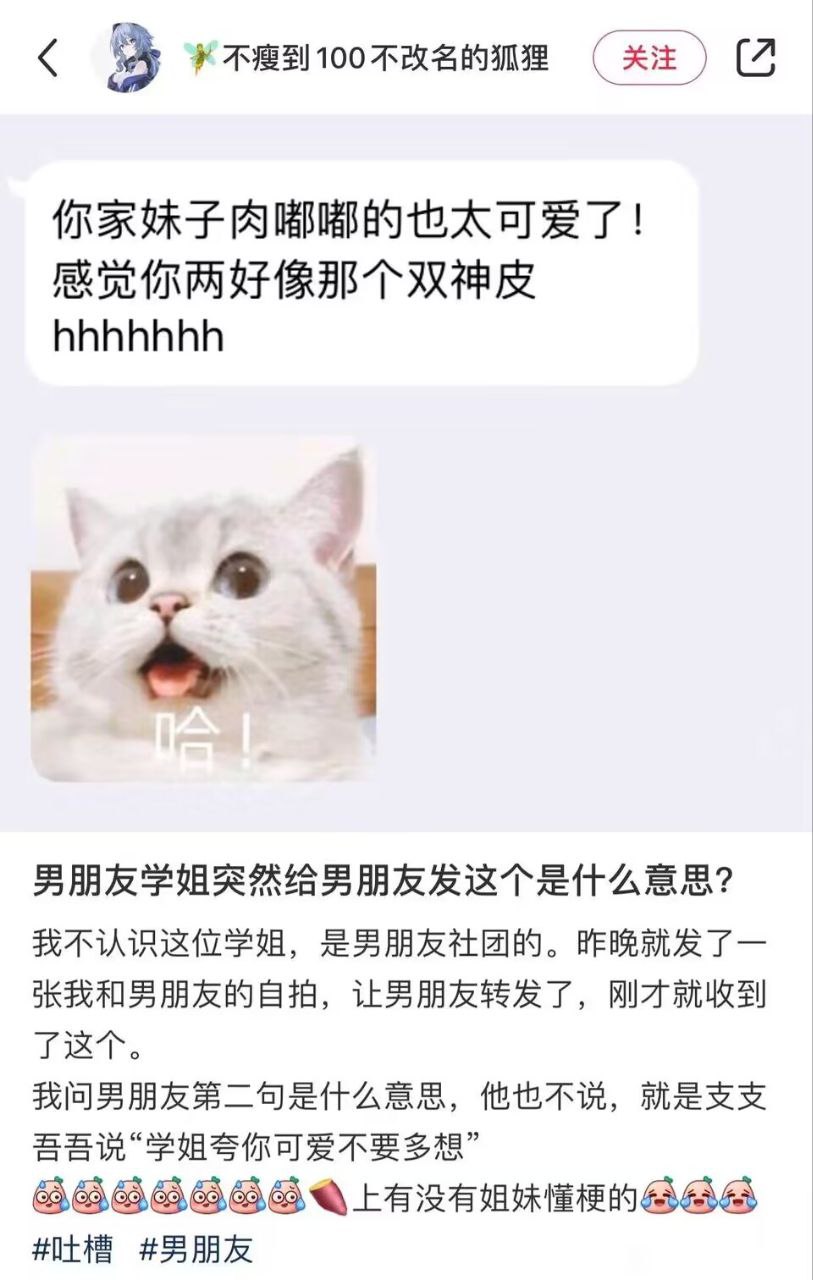 不瘦到100不改名的狐狸
关注
你家妹子肉嘟嘟的也太可爱了！
感觉你两好像那个双神皮
hhhhhhh
哈！
男朋友学姐突然给男朋友发这个是什么意思？
我不认识这位学姐，是男朋友社团的。昨晚就发了一
张我和男朋友的自拍，让男朋友转发了，刚才就收到
了这个。
我问男朋友第二句是什么意思，他也不说，就是支支
吾吾说“学姐夸你可爱不要多想”
上有没有姐妹懂梗的
#吐槽 #男朋友